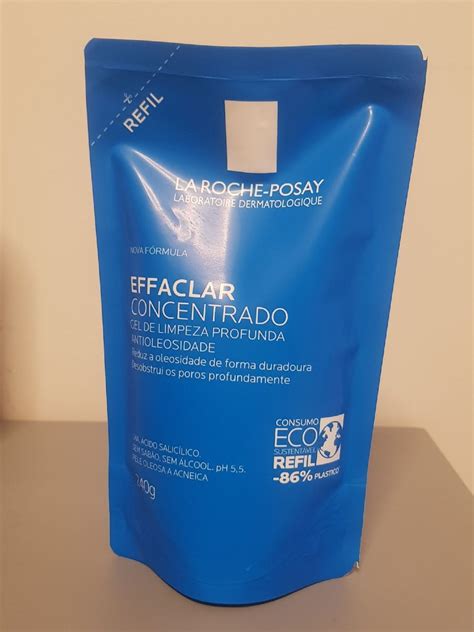 REFIL
LA ROCHE-POSAY
LABORATOIRE DERMATOLOGIQUE
NOVA FÓRMULA
EFFACLAR
CONCENTRADO
GEL DE LIMPEZA PROFUNDA
ANTIOLEOSIDADE
Reduz a oleosidade de forma duradoura
Desobstrui os poros profundamente
CONSUMO
ECO
SUSTENTÁVEL
REFIL
-86% PLÁSTICO
ÁCIDO SALICÍLICO.
SEM SABÃO, SEM ÁLCOOL. pH 5,5.
PELE OLEOSA A ACNEICA
240g